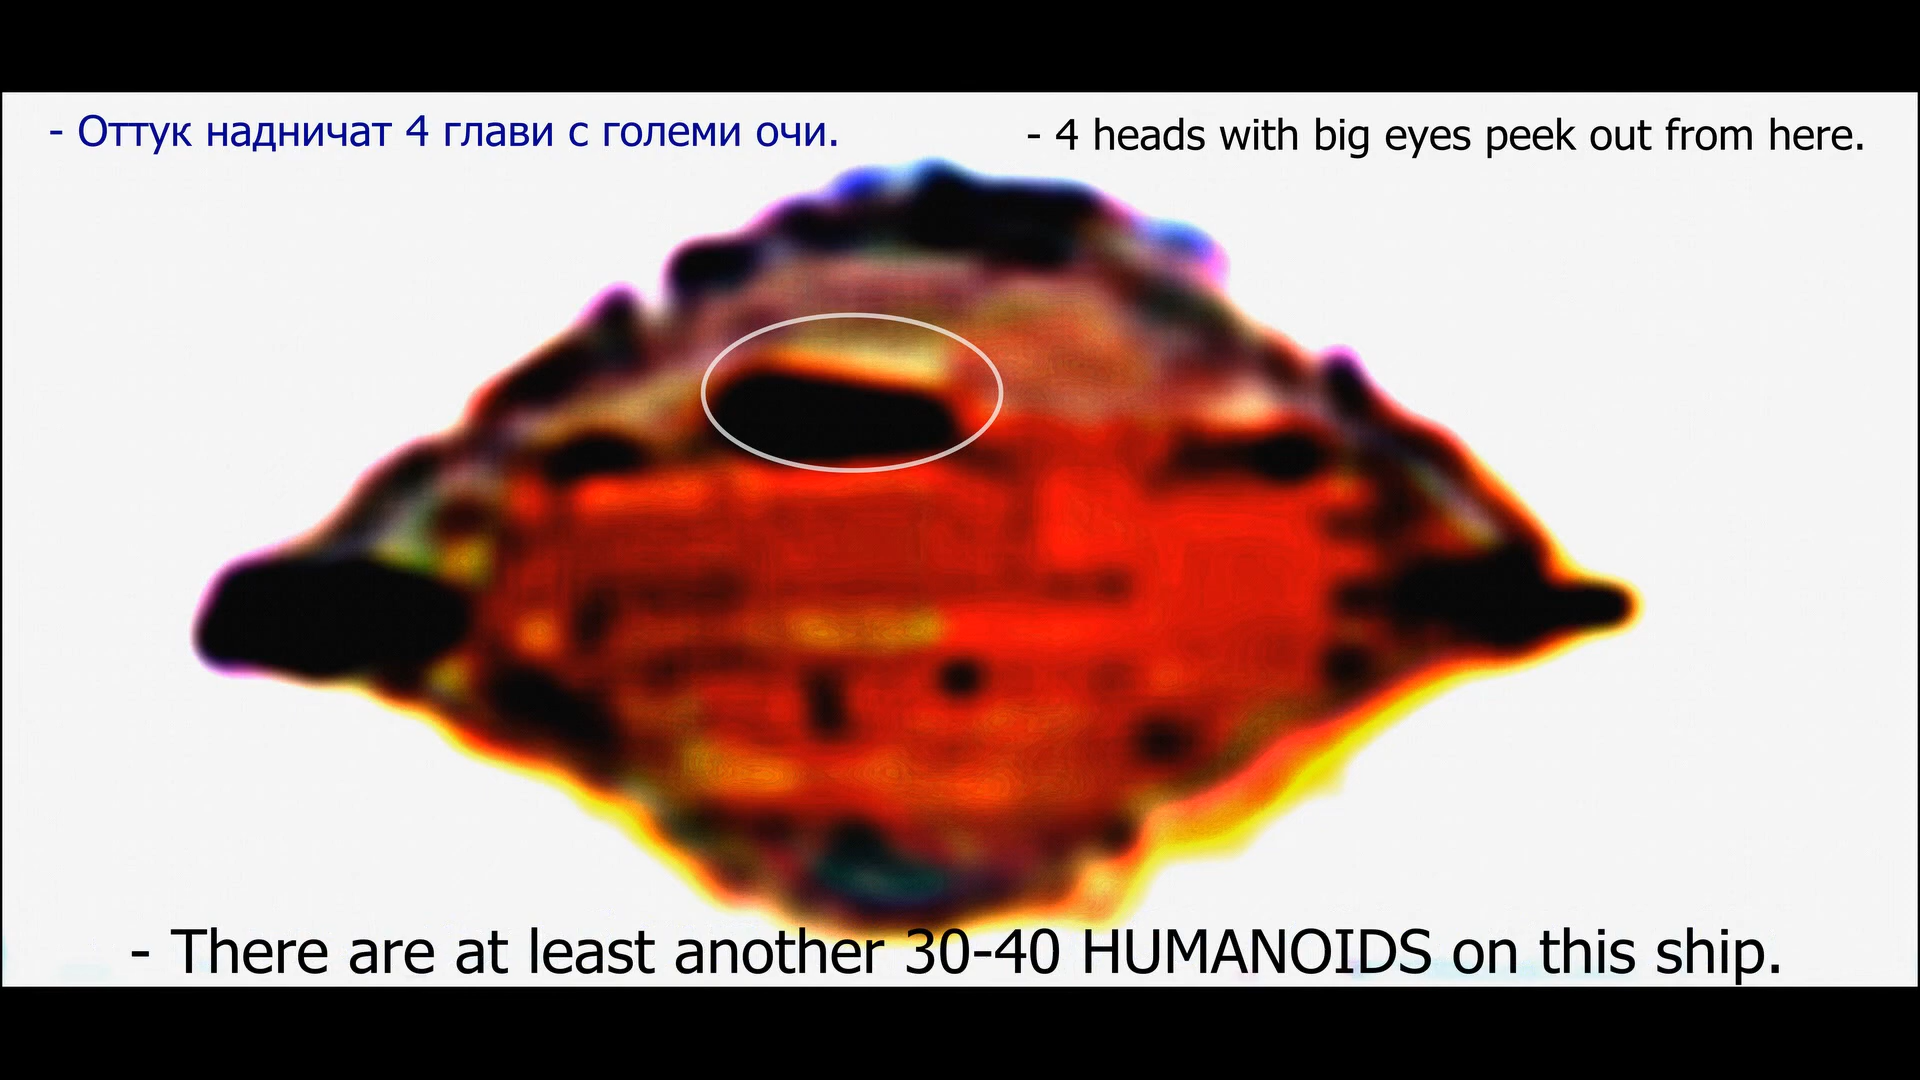 - Оттук надничат 4 глави с големи очи.
- 4 heads with big eyes peek out from here.
- There are at least another 30-40 HUMANOIDS on this ship.